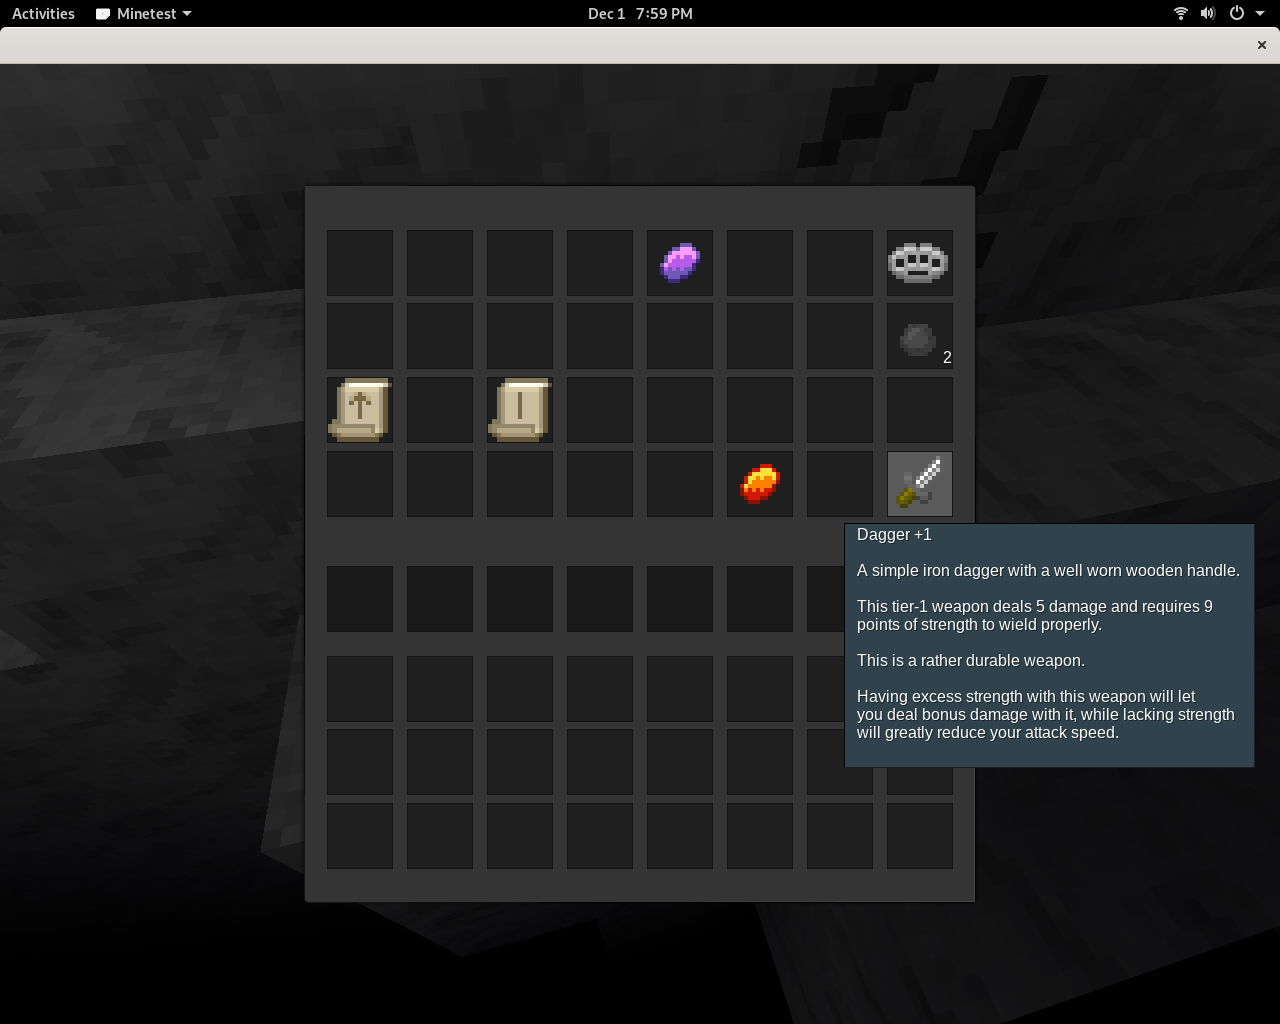 Activities
Minetest
Dec 1 7:59 PM
2
Dagger +1
A simple iron dagger with a well worn wooden handle.
This tier-1 weapon deals 5 damage and requires 9
points of strength to wield properly.
This is a rather durable weapon.
Having excess strength with this weapon will let
you deal bonus damage with it, while lacking strength
will greatly reduce your attack speed.